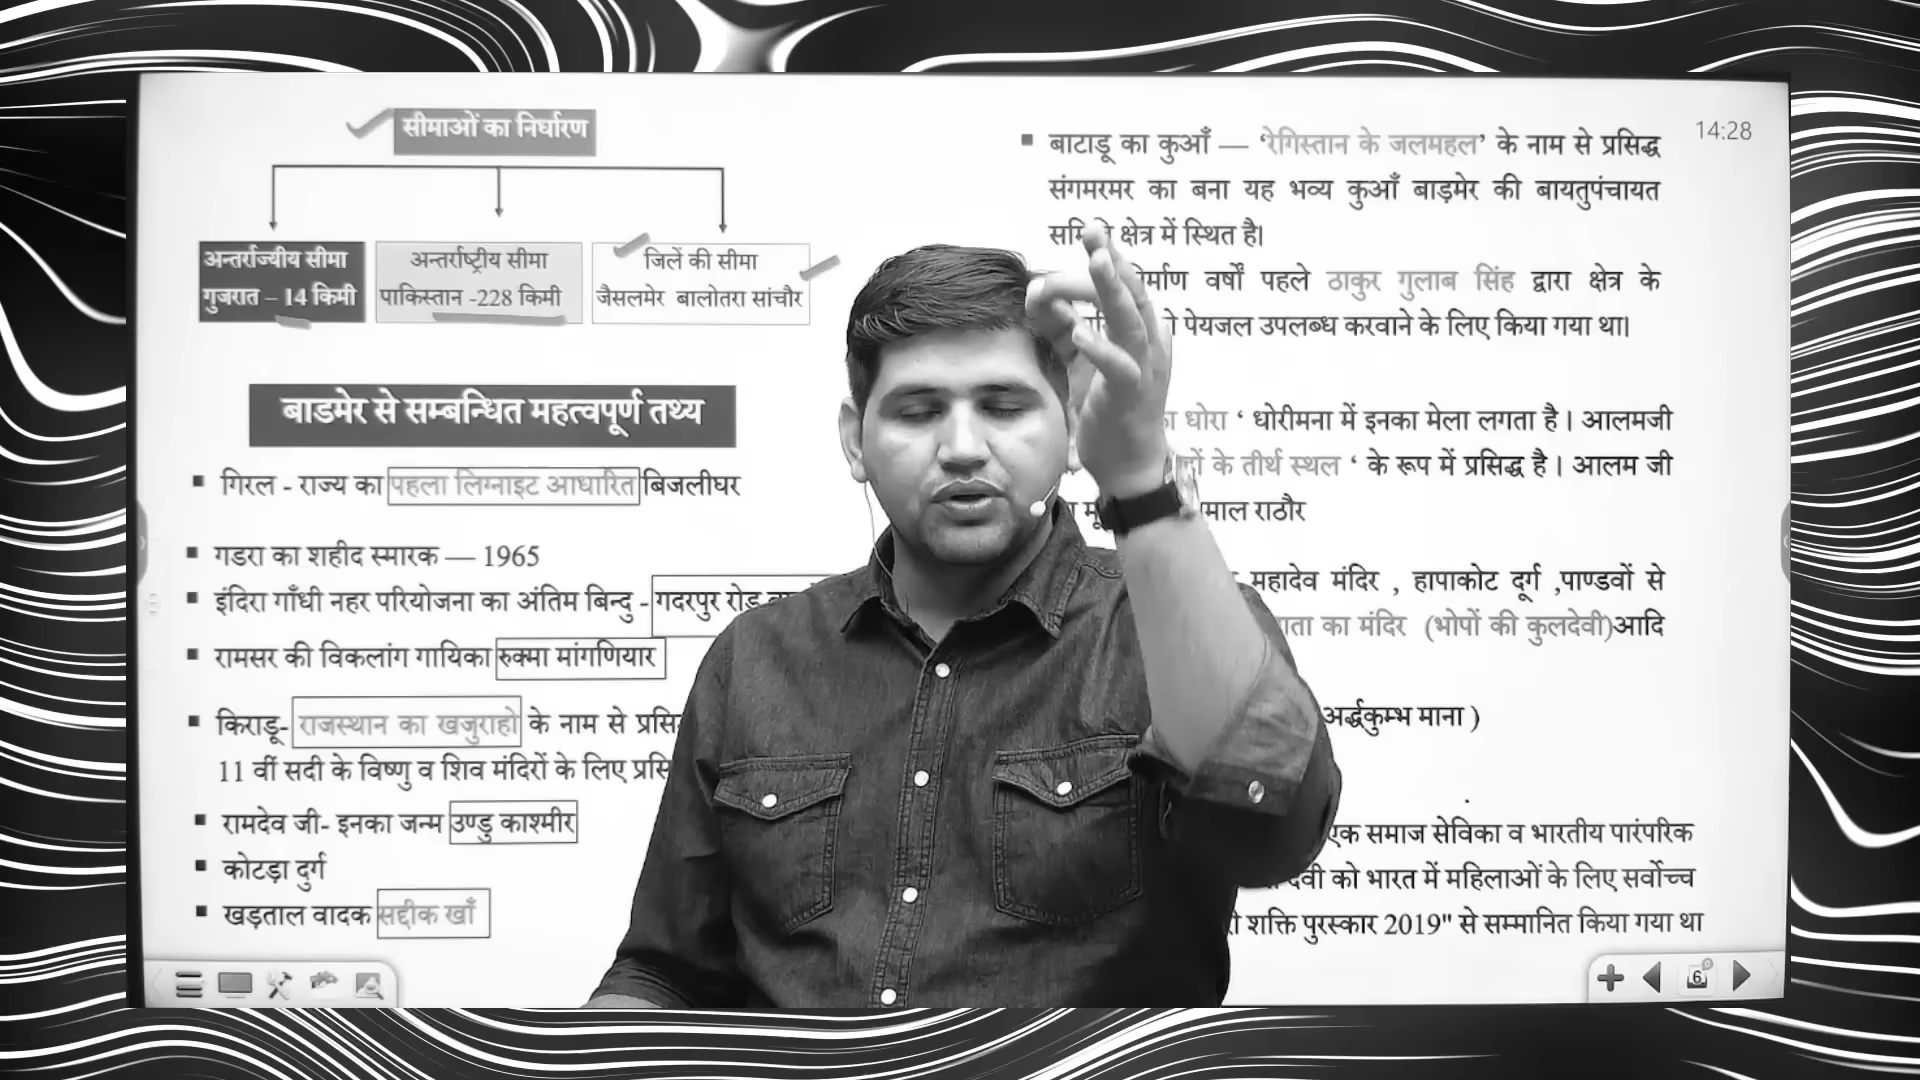 सीमाओं का निर्धारण
अन्तर्राज्यीय सीमा
गुजरात – 14 किमी
अन्तर्राष्ट्रीय सीमा
पाकिस्तान -228 किमी
जिलें की सीमा
जैसलमेर बालोतरा सांचौर
बाडमेर से सम्बन्धित महत्वपूर्ण तथ्य
गिरल - राज्य का पहला लिग्नाइट आधारित बिजलीघर
गडरा का शहीद स्मारक — 1965
इंदिरा गाँधी नहर परियोजना का अंतिम बिन्दु - गदरपुर रोड
रामसर की विकलांग गायिका रुक्मा मांगणियार
किराडू- राजस्थान का खजुराहो के नाम से
11 वीं सदी के विष्णु व शिव मंदिरों के लिए
रामदेव जी- इनका जन्म उण्डु काश्मीर
कोटड़ा दुर्ग
खड़ताल वादक सद्दीक खाँ
14:28
बाटाडू का कुआँ — ‘रेगिस्तान के जलमहल’ के नाम से प्रसिद्ध
संगमरमर का बना यह भव्य कुआँ बाड़मेर की बायतुपंचायत
क्षेत्र में स्थित है।
वर्षों पहले ठाकुर गुलाब सिंह द्वारा क्षेत्र के
पेयजल उपलब्ध करवाने के लिए किया गया था।
धोरा ‘ धोरीमना में इनका मेला लगता है। आलमजी
के तीर्थ स्थल ‘ के रूप में प्रसिद्ध है। आलम जी
राठौर
महादेव मंदिर , हापाकोट दूर्ग ,पाण्डवों से
का मंदिर (भोपों की कुलदेवी)आदि
अर्द्धकुम्भ माना )
एक समाज सेविका व भारतीय पारंपरिक
देवी को भारत में महिलाओं के लिए सर्वोच्च
शक्ति पुरस्कार 2019" से सम्मानित किया गया था
6